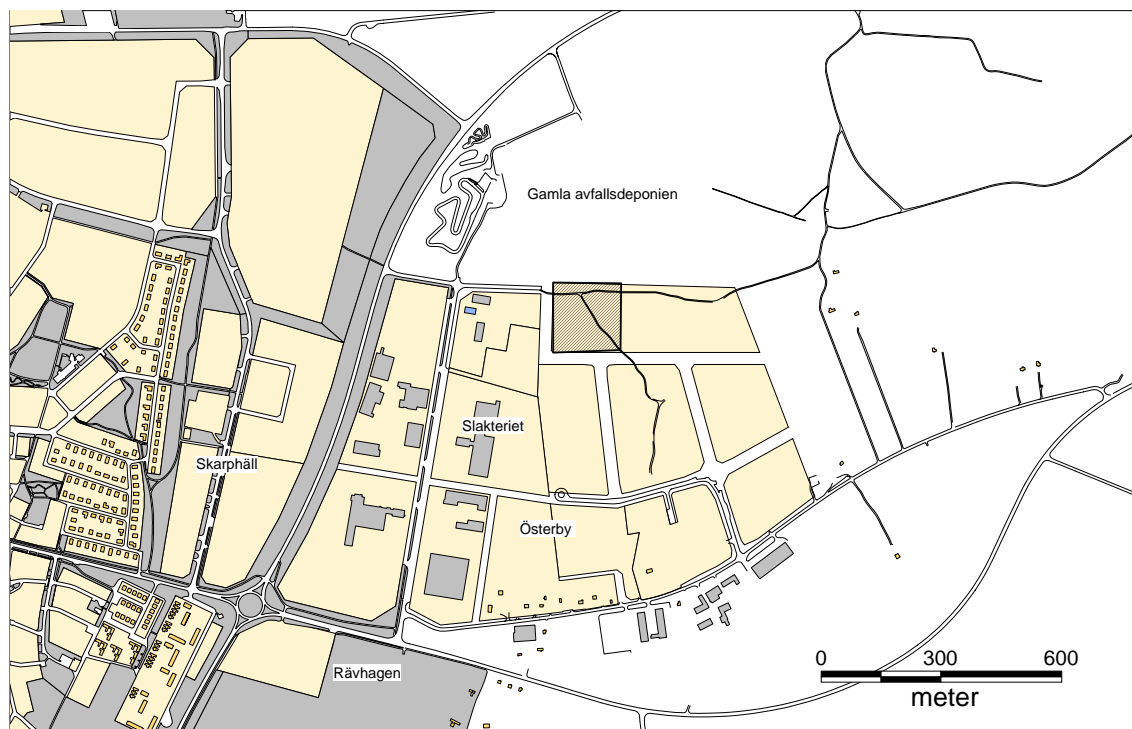 Gamla avfallsdeponien
Slakteriet
Skarphäll
Österby
Rävhagen
0 300 600
meter